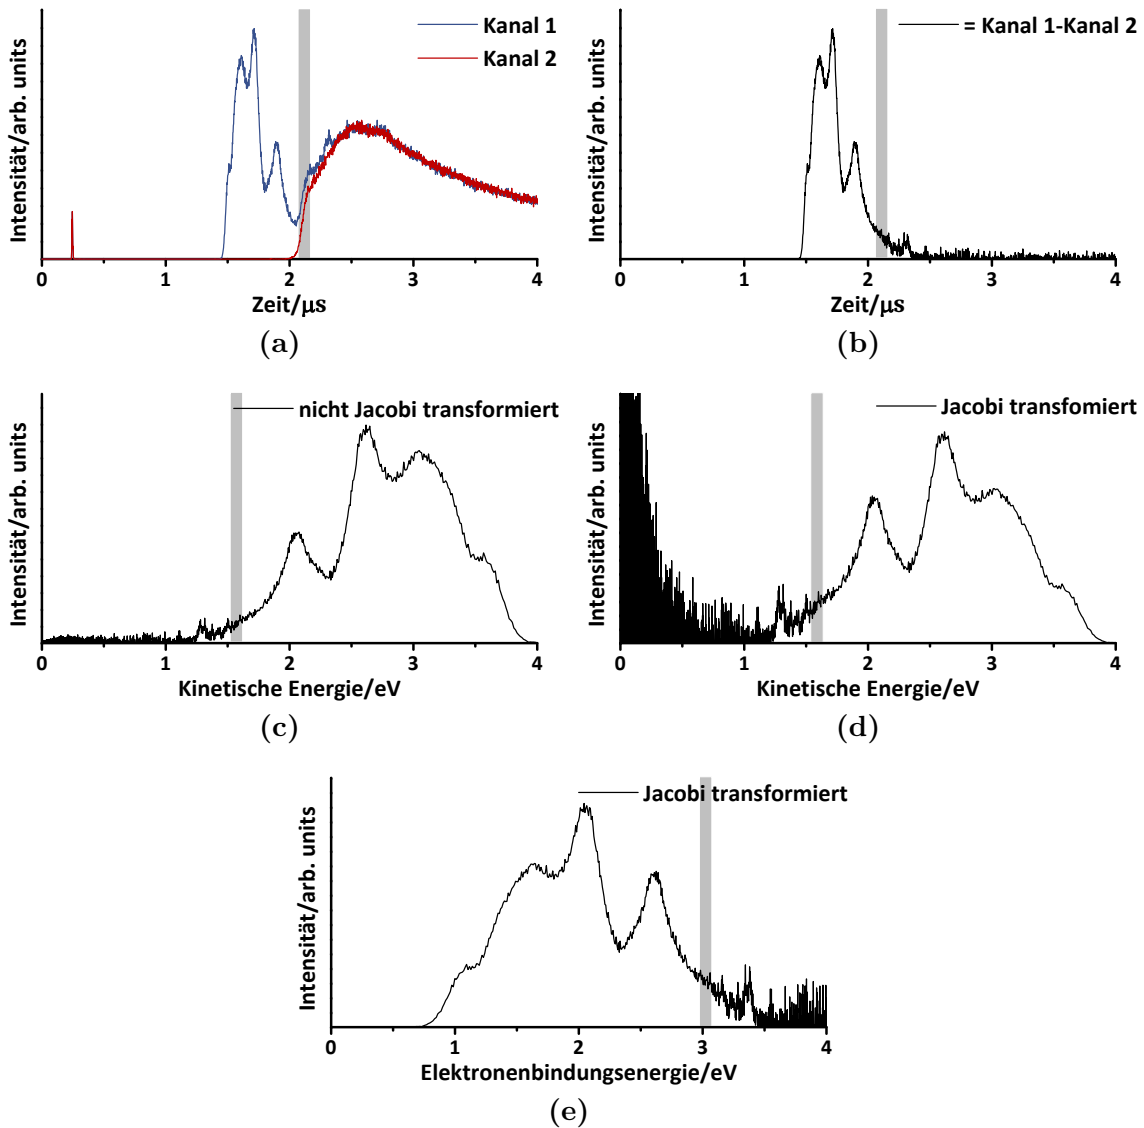 Intensität/arb. units
Kanal 1
Kanal 2
0 1 2 3 4
Zeit/μs
(a)
Intensität/arb. units
= Kanal 1-Kanal 2
0 1 2 3 4
Zeit/μs
(b)
Intensität/arb. units
nicht Jacobi transformiert
0 1 2 3 4
Kinetische Energie/eV
(c)
Intensität/arb. units
Jacobi transfomiert
0 1 2 3 4
Kinetische Energie/eV
(d)
Intensität/arb. units
Jacobi transformiert
0 1 2 3 4
Elektronenbindungsenergie/eV
(e)